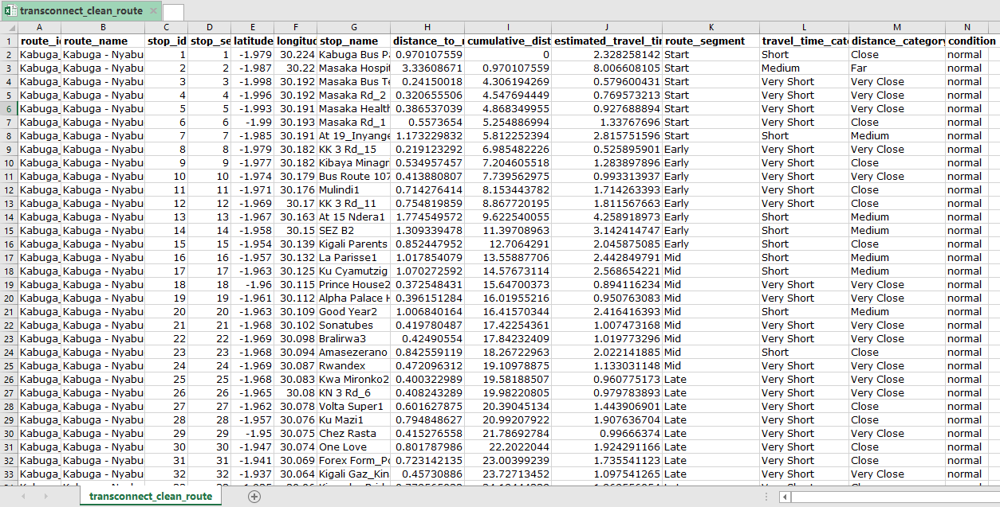 transconnect_clean_route
A B C D E F G H I J K L M N
1 route_i route_name stop_id stop_se latitude longitud stop_name distance_to_n cumulative_dist estimated_travel_tir route_segment travel_time_cat distance_category condition
2 Kabuga_ Kabuga - Nyabu 1 1 -1.979 30.224 Kabuga Bus Pa 0.970107559 0 2.328258142 Start Short Close normal
3 Kabuga_ Kabuga - Nyabu 2 2 -1.987 30.22 Masaka Hospit 3.33608671 0.970107559 8.006608105 Start Medium Far normal
4 Kabuga_ Kabuga - Nyabu 3 3 -1.998 30.192 Masaka Bus Te 0.24150018 4.306194269 0.579600431 Start Very Short Very Close normal
5 Kabuga_ Kabuga - Nyabu 4 4 -1.996 30.192 Masaka Rd_2 0.320655506 4.547694449 0.769573213 Start Very Short Very Close normal
6 Kabuga_ Kabuga - Nyabu 5 5 -1.993 30.191 Masaka Health 0.386537039 4.868349955 0.927688894 Start Very Short Very Close normal
7 Kabuga_ Kabuga - Nyabu 6 6 -1.99 30.193 Masaka Rd_1 0.5573654 5.254886994 1.33767696 Start Very Short Close normal
8 Kabuga_ Kabuga - Nyabu 7 7 -1.985 30.191 At 19_Inyange 1.173229832 5.812252394 2.815751596 Start Short Medium normal
9 Kabuga_ Kabuga - Nyabu 8 8 -1.979 30.182 KK 3 Rd_15 0.219123292 6.985482226 0.525895901 Early Very Short Very Close normal
10 Kabuga_ Kabuga - Nyabu 9 9 -1.977 30.182 Kibaya Minagr 0.534957457 7.204605518 1.283897896 Early Very Short Close normal
11 Kabuga_ Kabuga - Nyabu 10 10 -1.974 30.179 Bus Route 107 0.413880807 7.739562975 0.993313937 Early Very Short Very Close normal
12 Kabuga_ Kabuga - Nyabu 11 11 -1.971 30.176 Mulindi1 0.714276414 8.153443782 1.714263393 Early Very Short Close normal
13 Kabuga_ Kabuga - Nyabu 12 12 -1.969 30.17 KK 3 Rd_11 0.754819859 8.867720195 1.811567663 Early Very Short Close normal
14 Kabuga_ Kabuga - Nyabu 13 13 -1.967 30.163 At 15 Ndera1 1.774549572 9.622540055 4.258918973 Early Short Medium normal
15 Kabuga_ Kabuga - Nyabu 14 14 -1.958 30.15 SEZ B2 1.309339478 11.39708963 3.142414747 Early Short Medium normal
16 Kabuga_ Kabuga - Nyabu 15 15 -1.954 30.139 Kigali Parents 0.852447952 12.7064291 2.045875085 Early Short Close normal
17 Kabuga_ Kabuga - Nyabu 16 16 -1.957 30.132 La Parisse1 1.017854079 13.55887706 2.442849791 Mid Short Medium normal
18 Kabuga_ Kabuga - Nyabu 17 17 -1.963 30.125 Ku Cyamutzig 1.070272592 14.57673114 2.568654221 Mid Short Medium normal
19 Kabuga_ Kabuga - Nyabu 18 18 -1.96 30.115 Prince House2 0.372548431 15.64700373 0.894116234 Mid Very Short Very Close normal
20 Kabuga_ Kabuga - Nyabu 19 19 -1.961 30.112 Alpha Palace H 0.396151284 16.01955216 0.950763083 Mid Very Short Very Close normal
21 Kabuga_ Kabuga - Nyabu 20 20 -1.963 30.109 Good Year2 1.006840164 16.41570344 2.416416393 Mid Short Medium normal
22 Kabuga_ Kabuga - Nyabu 21 21 -1.968 30.102 Sonatubes 0.419780487 17.42254361 1.007473168 Mid Very Short Very Close normal
23 Kabuga_ Kabuga - Nyabu 22 22 -1.969 30.098 Bralirwa3 0.42490554 17.84232409 1.019773296 Mid Very Short Very Close normal
24 Kabuga_ Kabuga - Nyabu 23 23 -1.968 30.094 Amasezerano 0.842559119 18.26722963 2.022141885 Mid Short Close normal
25 Kabuga_ Kabuga - Nyabu 24 24 -1.969 30.087 Rwandex 0.472096312 19.10978875 1.133031148 Mid Very Short Very Close normal
26 Kabuga_ Kabuga - Nyabu 25 25 -1.968 30.083 Kwa Mironko2 0.400322989 19.58188507 0.960775173 Late Very Short Very Close normal
27 Kabuga_ Kabuga - Nyabu 26 26 -1.965 30.08 KN 3 Rd_6 0.408243289 19.98220805 0.979783893 Late Very Short Very Close normal
28 Kabuga_ Kabuga - Nyabu 27 27 -1.962 30.078 Volta Super1 0.601627875 20.39045134 1.443906901 Late Very Short Close normal
29 Kabuga_ Kabuga - Nyabu 28 28 -1.957 30.076 Ku Mazi1 0.794848627 20.99207922 1.907636704 Late Very Short Close normal
30 Kabuga_ Kabuga - Nyabu 29 29 -1.95 30.075 Chez Rasta 0.415276558 21.78692784 0.99666374 Late Very Short Very Close normal
31 Kabuga_ Kabuga - Nyabu 30 30 -1.947 30.074 One Love 0.801787986 22.2022044 1.924291166 Late Very Short Close normal
32 Kabuga_ Kabuga - Nyabu 31 31 -1.941 30.069 Forex Form_Po 0.723142135 23.00399239 1.735541123 Late Very Short Close normal
33 Kabuga_ Kabuga - Nyabu 32 32 -1.937 30.064 Kigali Gaz_Kin 0.45730886 23.72713452 1.097541265 Late Very Short Very Close normal
transconnect_clean_route